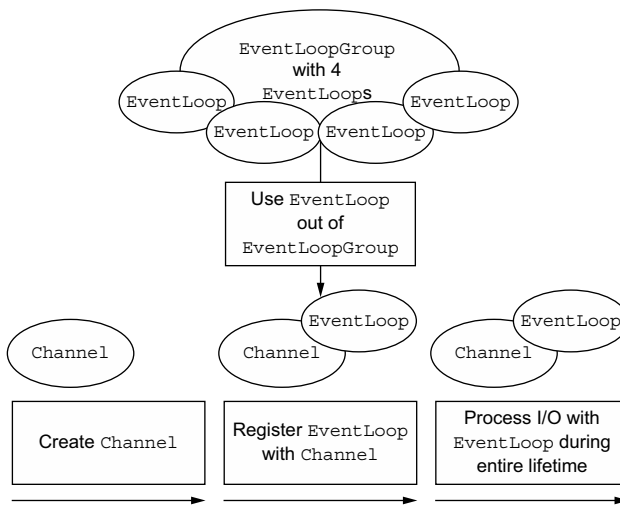 EventLoopGroup
with 4
EventLoops
EventLoop
EventLoop
EventLoop
EventLoop
Use EventLoop
out of
EventLoopGroup
EventLoop
EventLoop
Channel
Channel
Channel
Create Channel
Register EventLoop
with Channel
Process I/O with
EventLoop during
entire lifetime